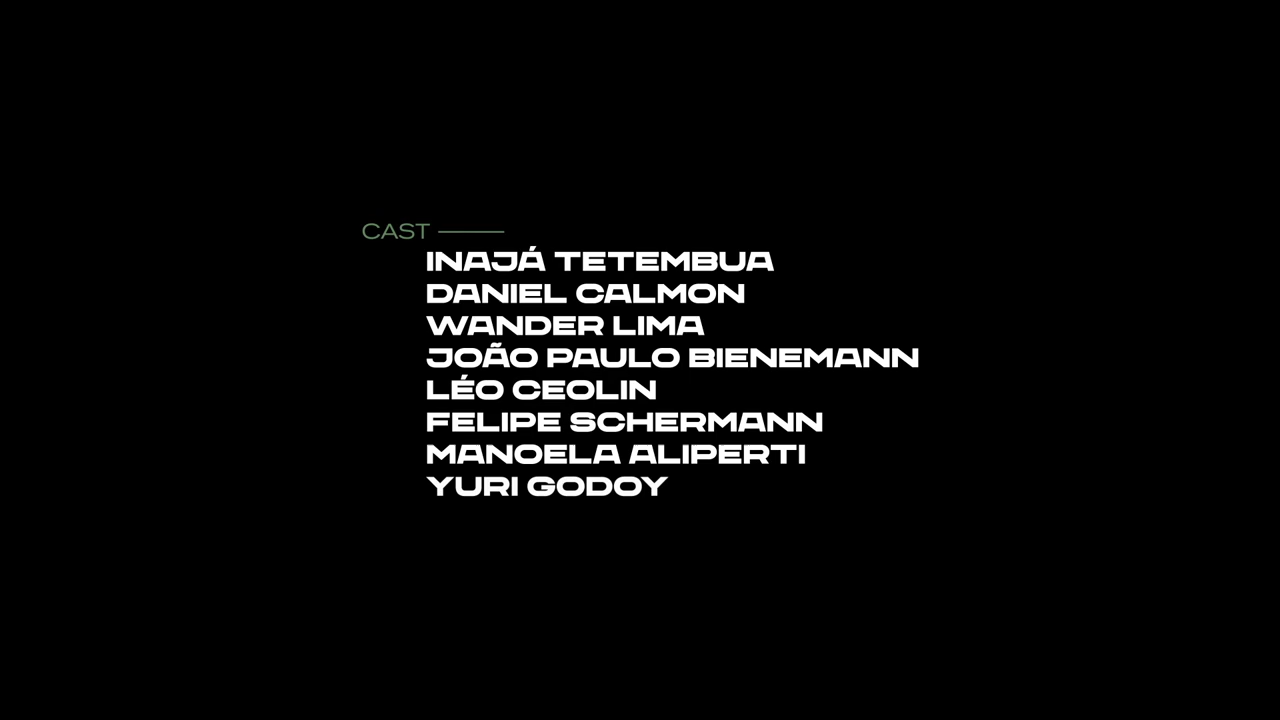 CAST
INAJÁ TETEMBUA
DANIEL CALMON
WANDER LIMA
JOÃO PAULO BIENEMANN
LÉO CEOLIN
FELIPE SCHERMANN
MANOELA ALIPERTI
YURI GODOY